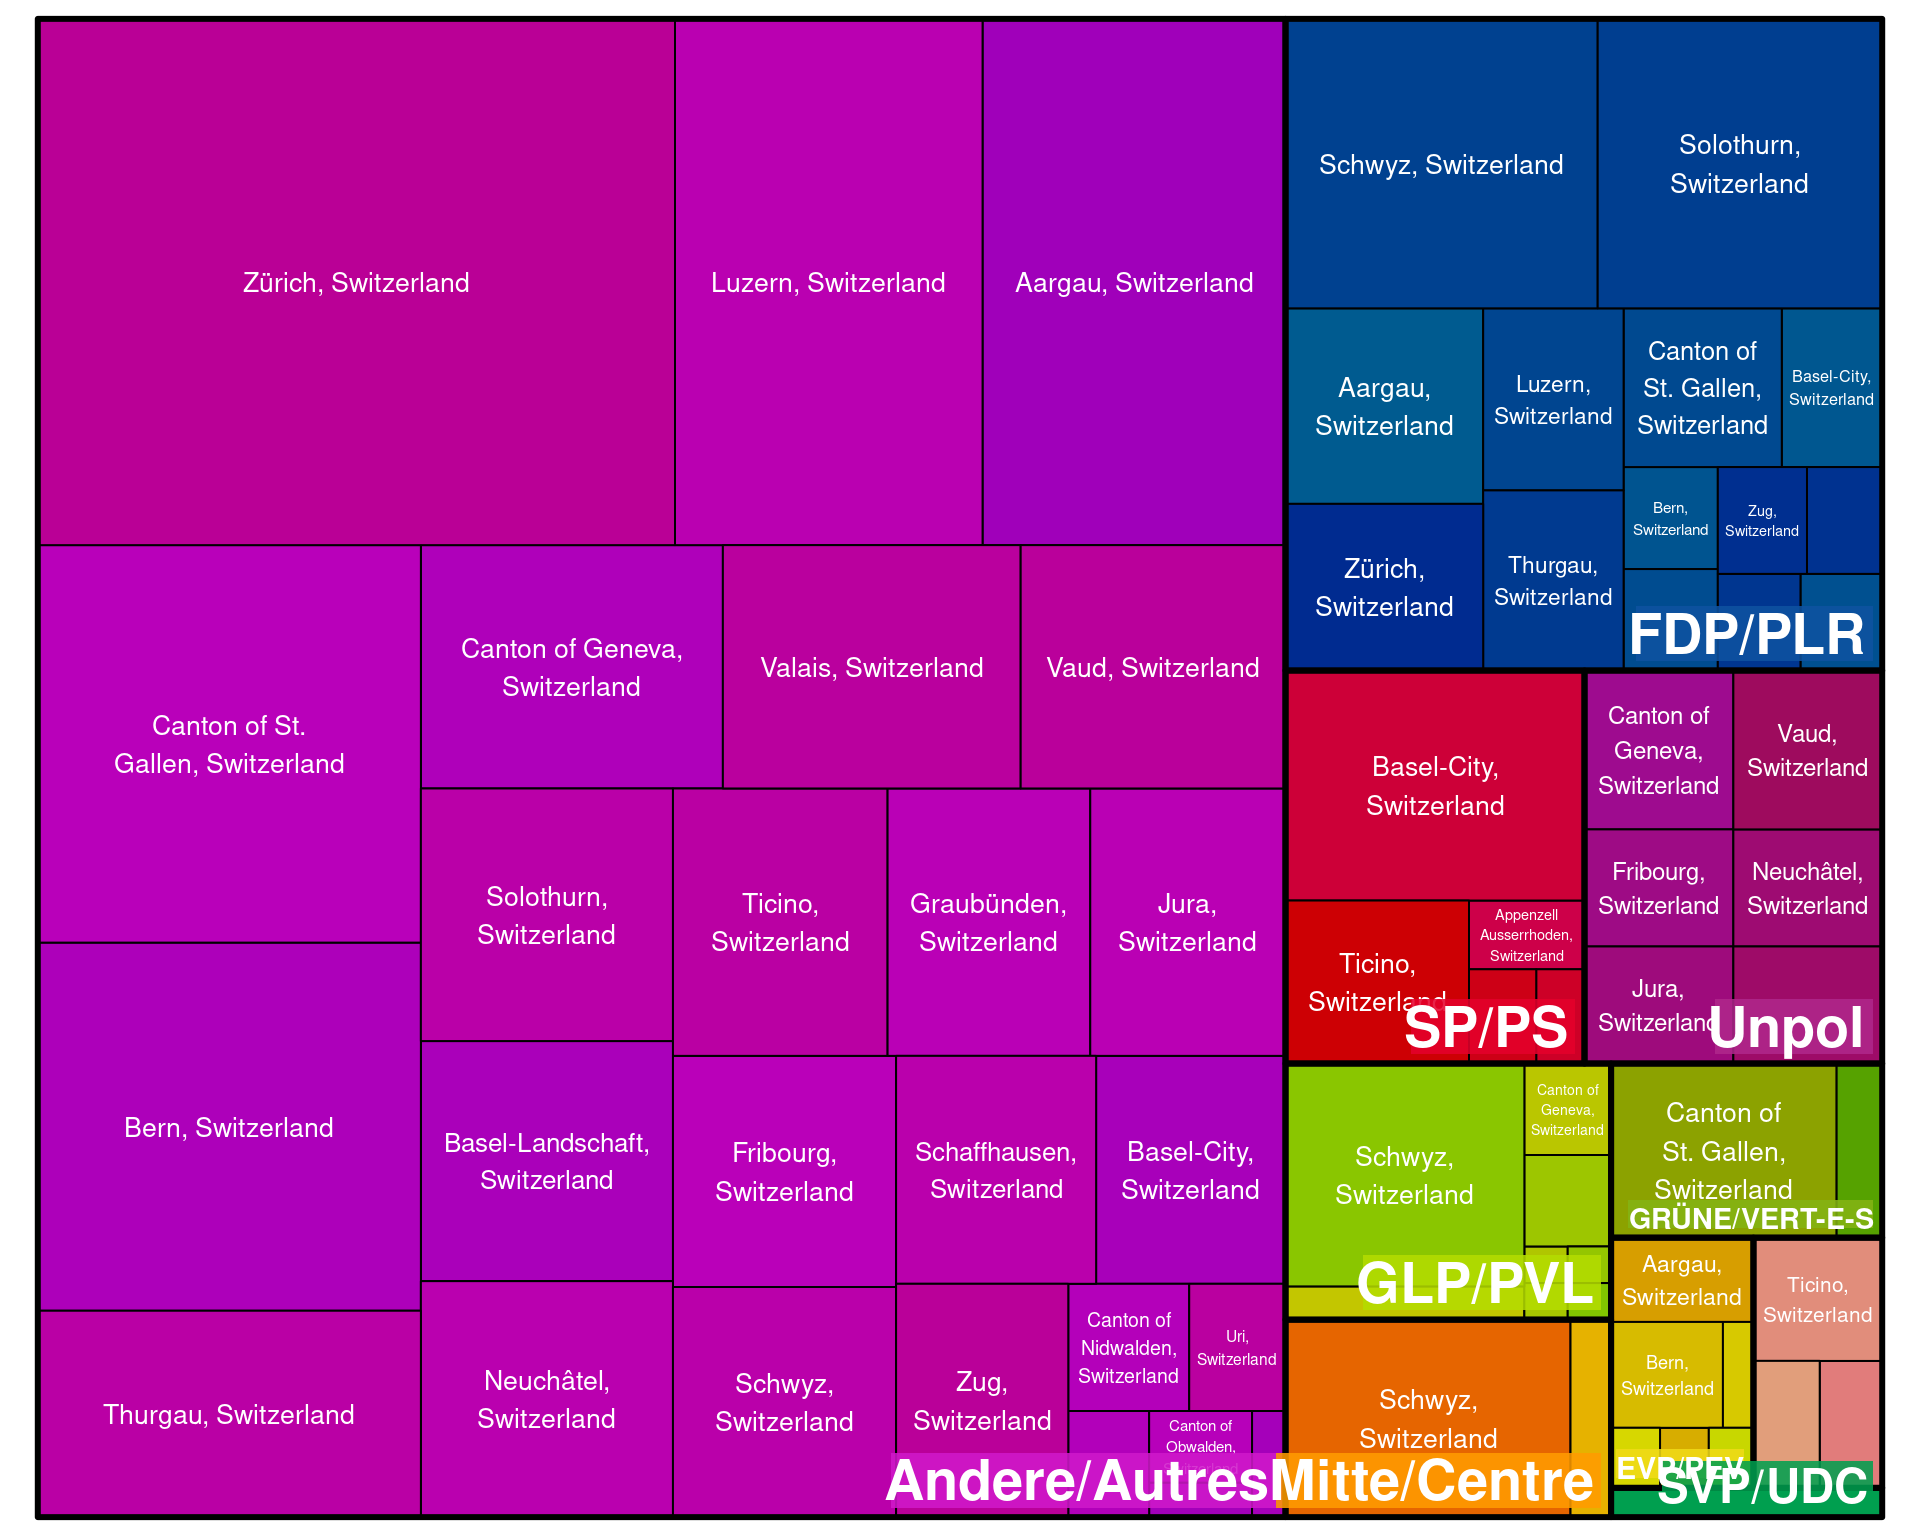 Zürich, Switzerland
Luzern, Switzerland
Aargau, Switzerland
Canton of St.
Gallen, Switzerland
Canton of Geneva,
Switzerland
Valais, Switzerland
Vaud, Switzerland
Bern, Switzerland
Thurgau, Switzerland
Solothurn,
Switzerland
Ticino,
Switzerland
Graubünden,
Switzerland
Jura,
Switzerland
Basel-Landschaft,
Switzerland
Fribourg,
Switzerland
Schaffhausen,
Switzerland
Basel-City,
Switzerland
Neuchâtel,
Switzerland
Schwyz,
Switzerland
Zug,
Switzerland
Canton of
Nidwalden,
Switzerland
Uri,
Switzerland
Canton of
Obwalden,
Switzerland
Andere/Autres
Schwyz, Switzerland
Solothurn,
Switzerland
Aargau,
Switzerland
Luzern,
Switzerland
Canton of
St. Gallen,
Switzerland
Basel-City,
Switzerland
Zürich,
Switzerland
Thurgau,
Switzerland
Bern,
Switzerland
Zug,
Switzerland
FDP/PLR
Basel-City,
Switzerland
Ticino,
Switzerland
Appenzell
Ausserrhoden,
Switzerland
SP/PS
Canton of
Geneva,
Switzerland
Vaud,
Switzerland
Fribourg,
Switzerland
Neuchâtel,
Switzerland
Jura,
Switzerland
Unpol
Schwyz,
Switzerland
Canton of
Geneva,
Switzerland
GLP/PVL
Canton of
St. Gallen,
Switzerland
GRÜNE/VERT-E-S
Schwyz,
Switzerland
Mitte/Centre
Aargau,
Switzerland
Bern,
Switzerland
EVP/PEV
Ticino,
Switzerland
SVP/UDC